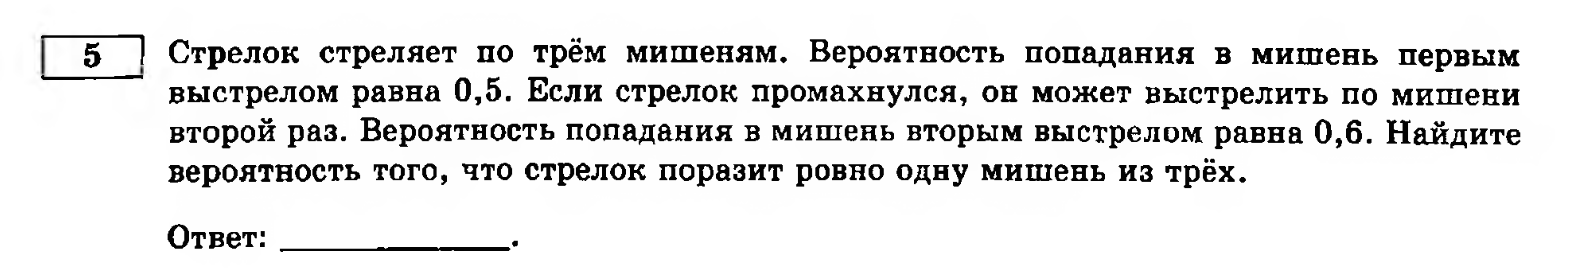 5
Стрелок стреляет по трём мишеням. Вероятность попадания в мишень первым
выстрелом равна 0,5. Если стрелок промахнулся, он может выстрелить по мишени
второй раз. Вероятность попадания в мишень вторым выстрелом равна 0,6. Найдите
вероятность того, что стрелок поразит ровно одну мишень из трёх.
Ответ: ____________.